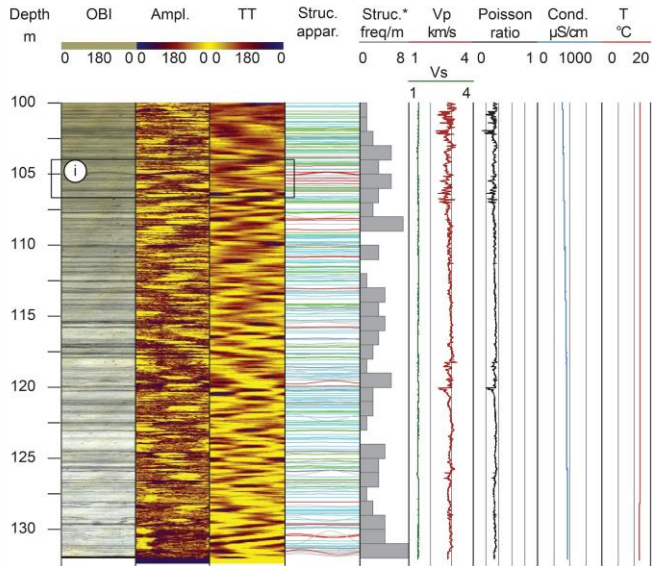 Depth OBI Ampl. TT Struc. Struc.* Vp Poisson Cond. T
m appar. freq/m km/s ratio µS/cm °C
0 180 0 180 0 180 0 0 8 1 4 0 1 0 1000 0 20
Vs
1 4
100
i
105
110
115
120
125
130